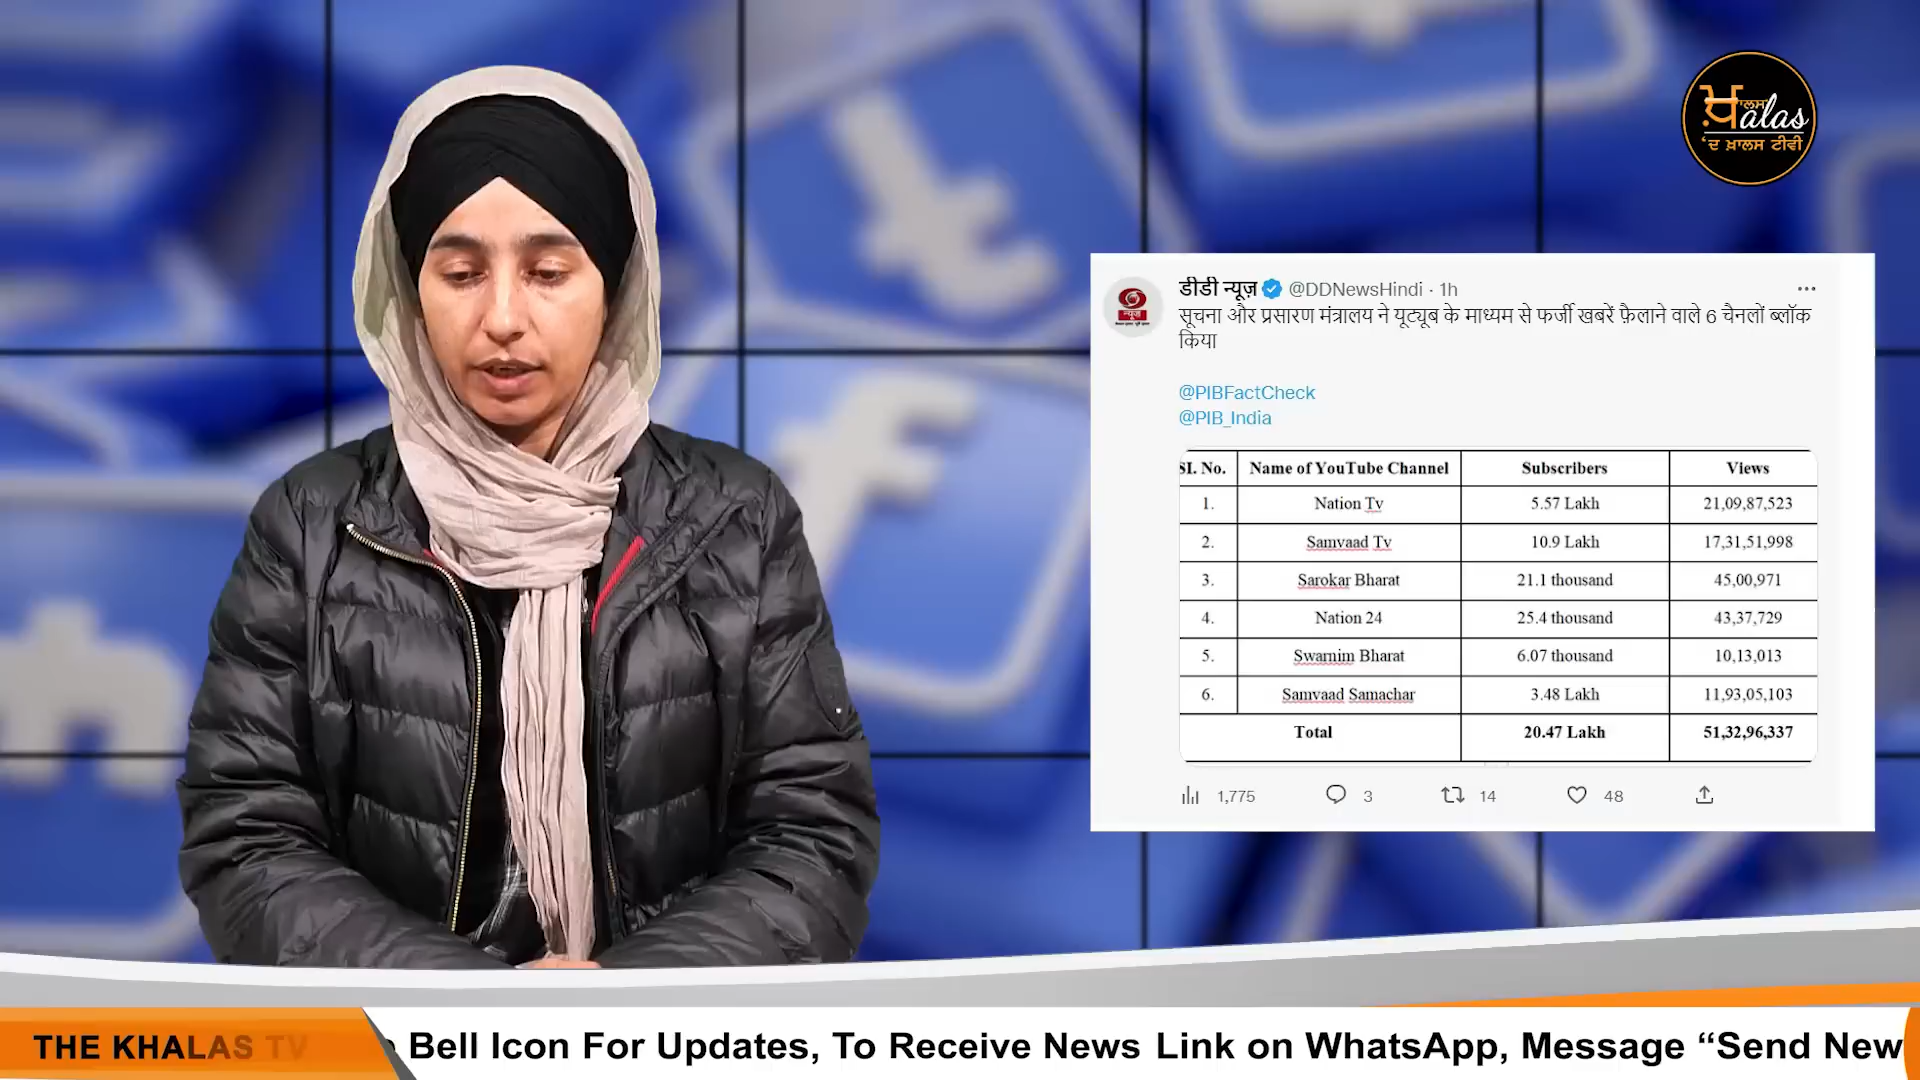 ਖ਼ਾਲਸ
Khalas
‘ਦ ਖ਼ਾਲਸ ਟੀਵੀ
डीडी न्यूज़ @DDNewsHindi · 1h
न्यूज़
सूचना और प्रसारण मंत्रालय ने यूट्यूब के माध्यम से फर्जी खबरें फ़ैलाने वाले 6 चैनलों ब्लॉक
किया
@PIBFactCheck
@PIB_India
SI. No. Name of YouTube Channel Subscribers Views
1. Nation Tv 5.57 Lakh 21,09,87,523
2. Samvaad Tv 10.9 Lakh 17,31,51,998
3. Sarokar Bharat 21.1 thousand 45,00,971
4. Nation 24 25.4 thousand 43,37,729
5. Swarnim Bharat 6.07 thousand 10,13,013
6. Samvaad Samachar 3.48 Lakh 11,93,05,103
Total 20.47 Lakh 51,32,96,337
1,775 3 14 48
THE KHALAS TV Bell Icon For Updates, To Receive News Link on WhatsApp, Message “Send New